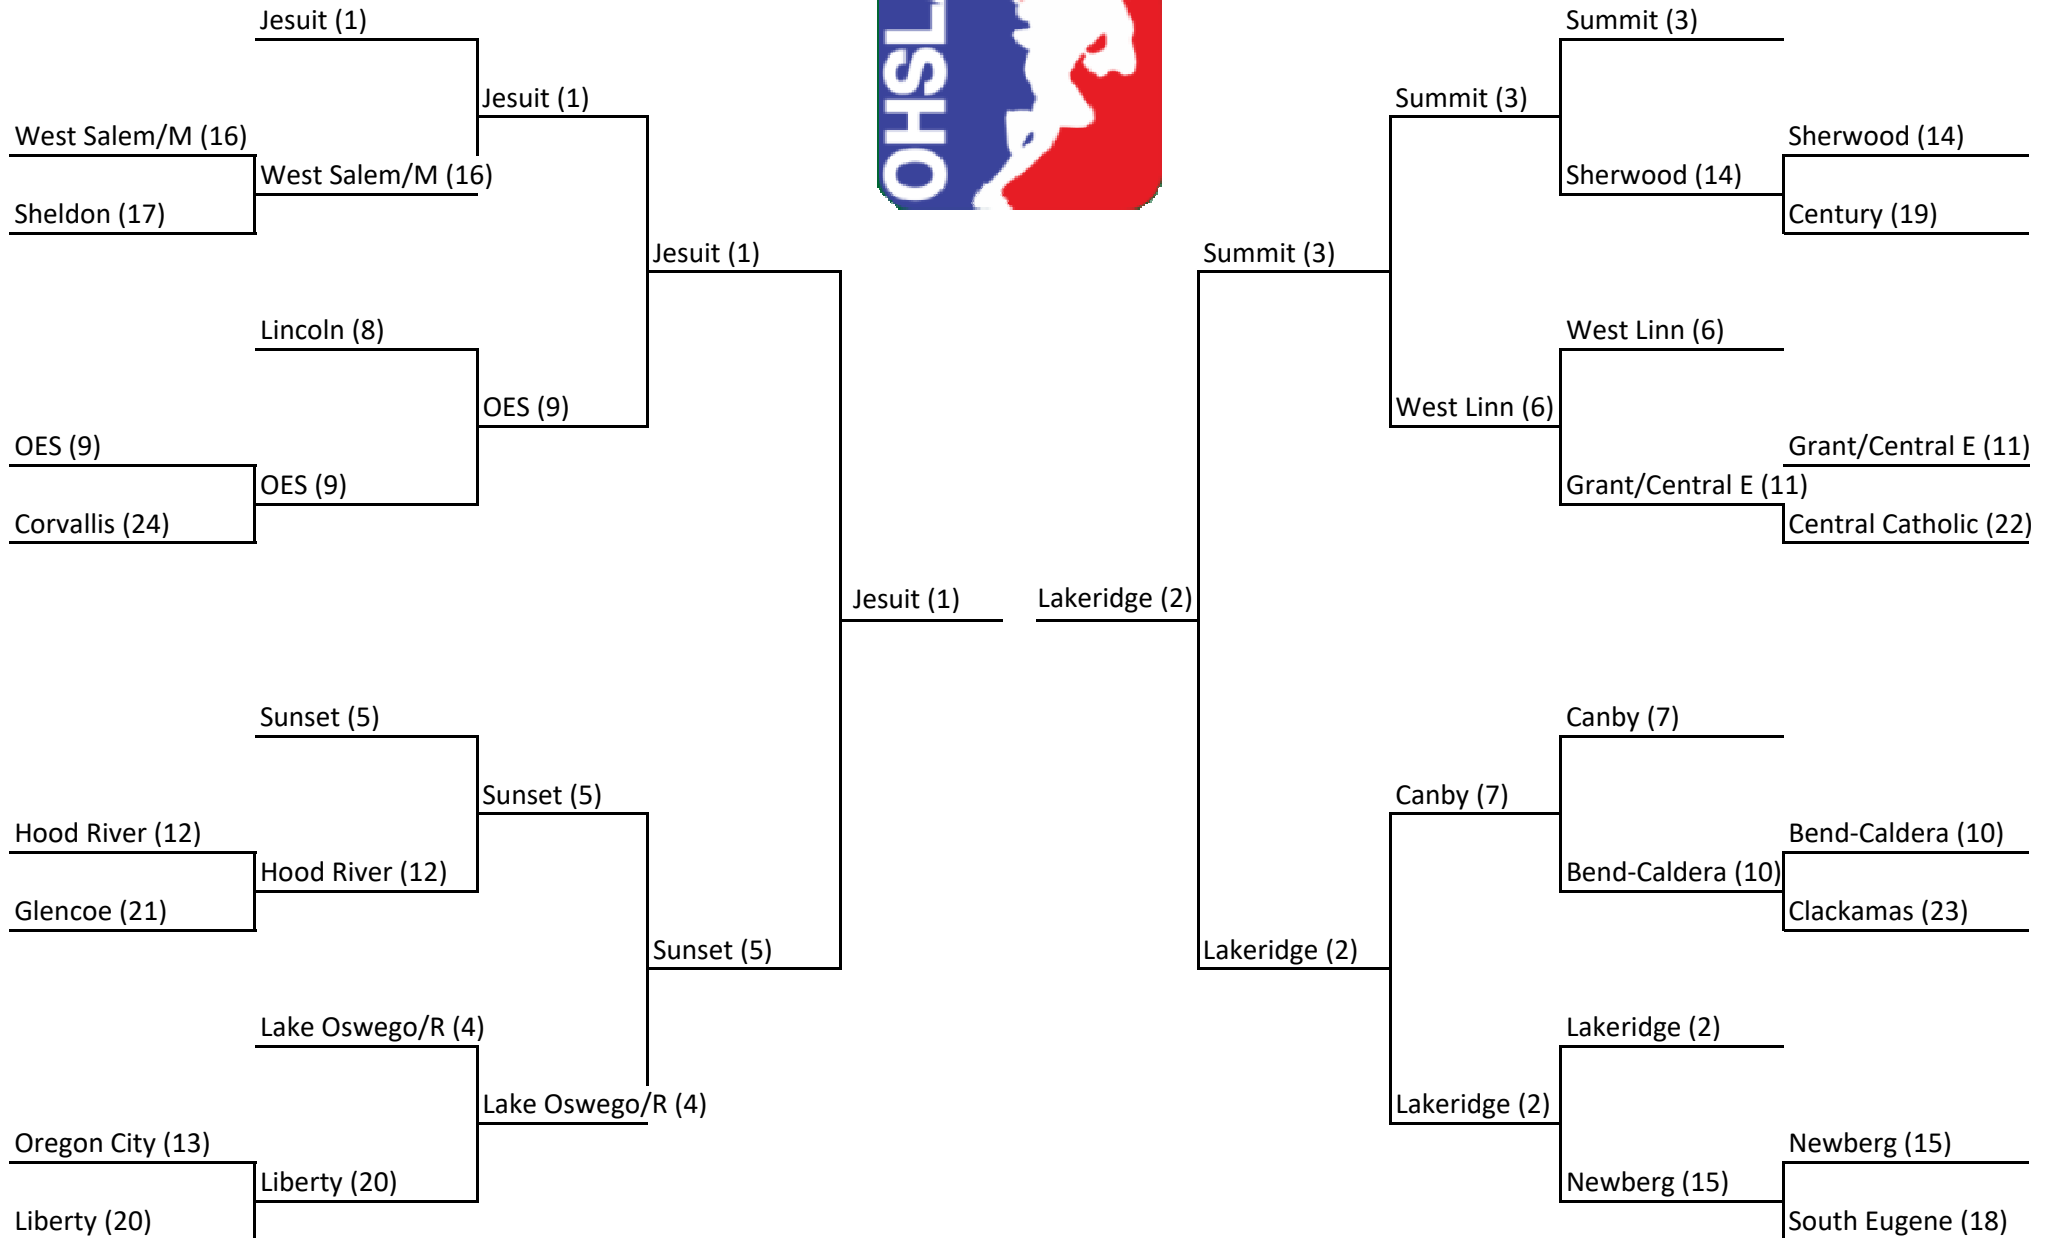 Jesuit (1)
Summit (3)
Jesuit (1)
Summit (3)
West Salem/M (16)
Sherwood (14)
West Salem/M (16)
Sherwood (14)
Sheldon (17)
Century (19)
OHSL
Jesuit (1)
Summit (3)
Lincoln (8)
West Linn (6)
OES (9)
West Linn (6)
OES (9)
Grant/Central E (11)
OES (9)
Grant/Central E (11)
Corvallis (24)
Central Catholic (22)
Jesuit (1)
Lakeridge (2)
Sunset (5)
Canby (7)
Sunset (5)
Canby (7)
Hood River (12)
Bend-Caldera (10)
Hood River (12)
Bend-Caldera (10)
Glencoe (21)
Clackamas (23)
Sunset (5)
Lakeridge (2)
Lake Oswego/R (4)
Lakeridge (2)
Lake Oswego/R (4)
Lakeridge (2)
Oregon City (13)
Newberg (15)
Liberty (20)
Newberg (15)
Liberty (20)
South Eugene (18)